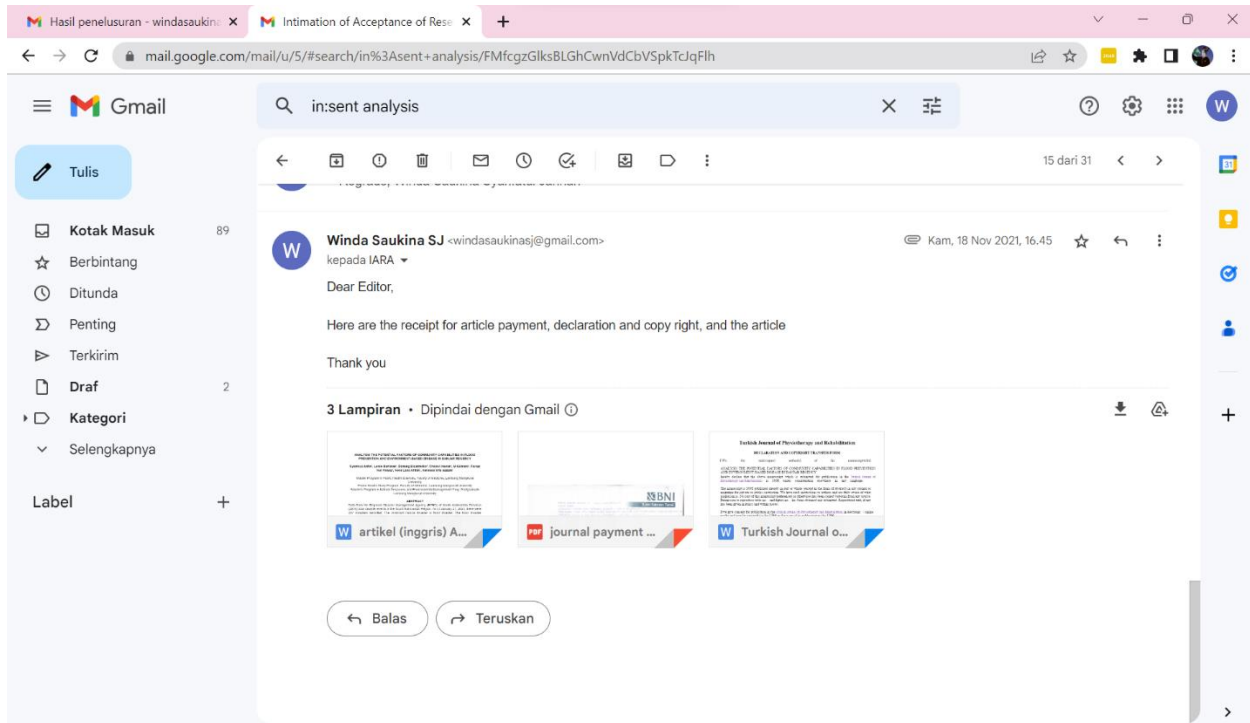 Hasil penelusuran - windasaukina
Intimation of Acceptance of Rese
mail.google.com/mail/u/5/#search/in%3Asent+analysis/FMfcgzGlksBLGhCwnVdCbVSpkTcJqFlh
Gmail
in:sent analysis
W
Tulis
15 dari 31
31
Kotak Masuk 89
Berbintang
Ditunda
Penting
Terkirim
Draf 2
Kategori
Selengkapnya
Label
W
Winda Saukina SJ <windasaukinasj@gmail.com>
Kam, 18 Nov 2021, 16.45
kepada IARA
Dear Editor,
Here are the receipt for article payment, declaration and copy right, and the article
Thank you
3 Lampiran • Dipindai dengan Gmail
Turkish Journal of Physiotherapy and Rehabilitation
BNI
W artikel (inggris) A...
PDF journal payment ...
W Turkish Journal o...
Balas
Teruskan